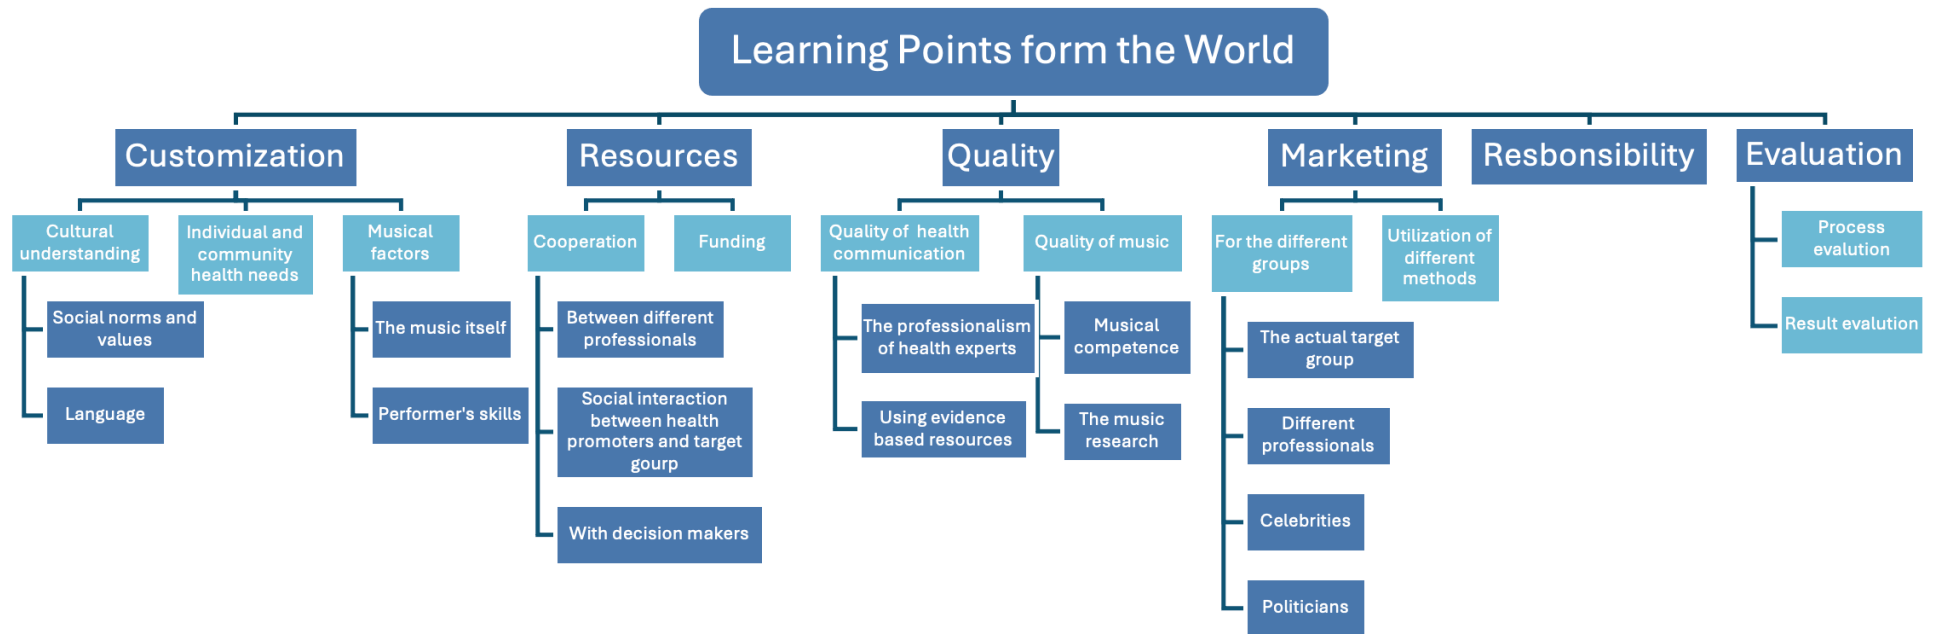 Learning Points form the World
Customization
Resources
Quality
Marketing
Resbonsibility
Evaluation
Cultural
understanding
Individual and
community
health needs
Musical
factors
Social norms and
values
Language
The music itself
Performer's skills
Cooperation
Funding
Between different
professionals
Social interaction
between health
promoters and target
gourp
With decision makers
Quality of health
communication
Quality of music
The professionalism
of health experts
Using evidence
based resources
Musical
competence
The music
research
For the different
groups
Utilization of
different
methods
The actual target
group
Different
professionals
Celebrities
Politicians
Process
evalution
Result evalution